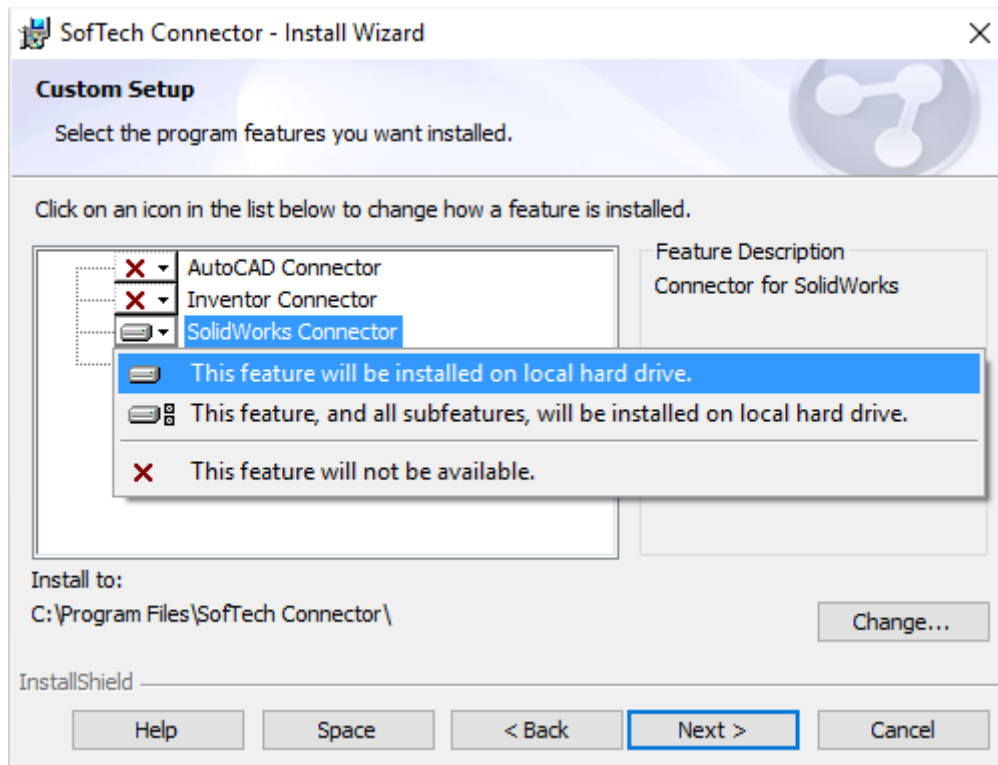 SofTech Connector - Install Wizard
Custom Setup
Select the program features you want installed.
Click on an icon in the list below to change how a feature is installed.
AutoCAD Connector
Inventor Connector
SolidWorks Connector
Feature Description
Connector for SolidWorks
This feature will be installed on local hard drive.
This feature, and all subfeatures, will be installed on local hard drive.
This feature will not be available.
Install to:
C:\Program Files\SofTech Connector\
Change...
InstallShield
Help
Space
< Back
Next >
Cancel